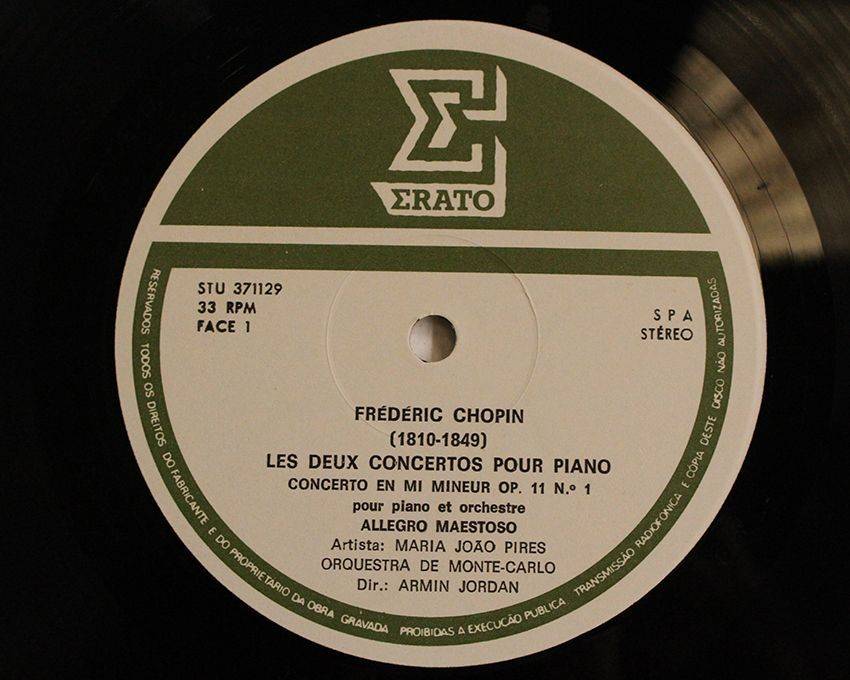 ΣRATO
STU 371129
33 RPM
FACE 1
S P A
STÉREO
FRÉDÉRIC CHOPIN
(1810-1849)
LES DEUX CONCERTOS POUR PIANO
CONCERTO EN MI MINEUR OP. 11 N.º 1
pour piano et orchestre
ALLEGRO MAESTOSO
Artista: MARIA JOÃO PIRES
ORQUESTRA DE MONTE-CARLO
Dir.: ARMIN JORDAN
RESERVADOS TODOS OS DIREITOS DO FABRICANTE E DO PROPRIETARIO DA OBRA GRAVADA PROIBIDAS A EXECUÇÃO PUBLICA, TRANSMISSÃO RADIOFONICA E CÓPIA DESTE DISCO NÃO AUTORIZADAS